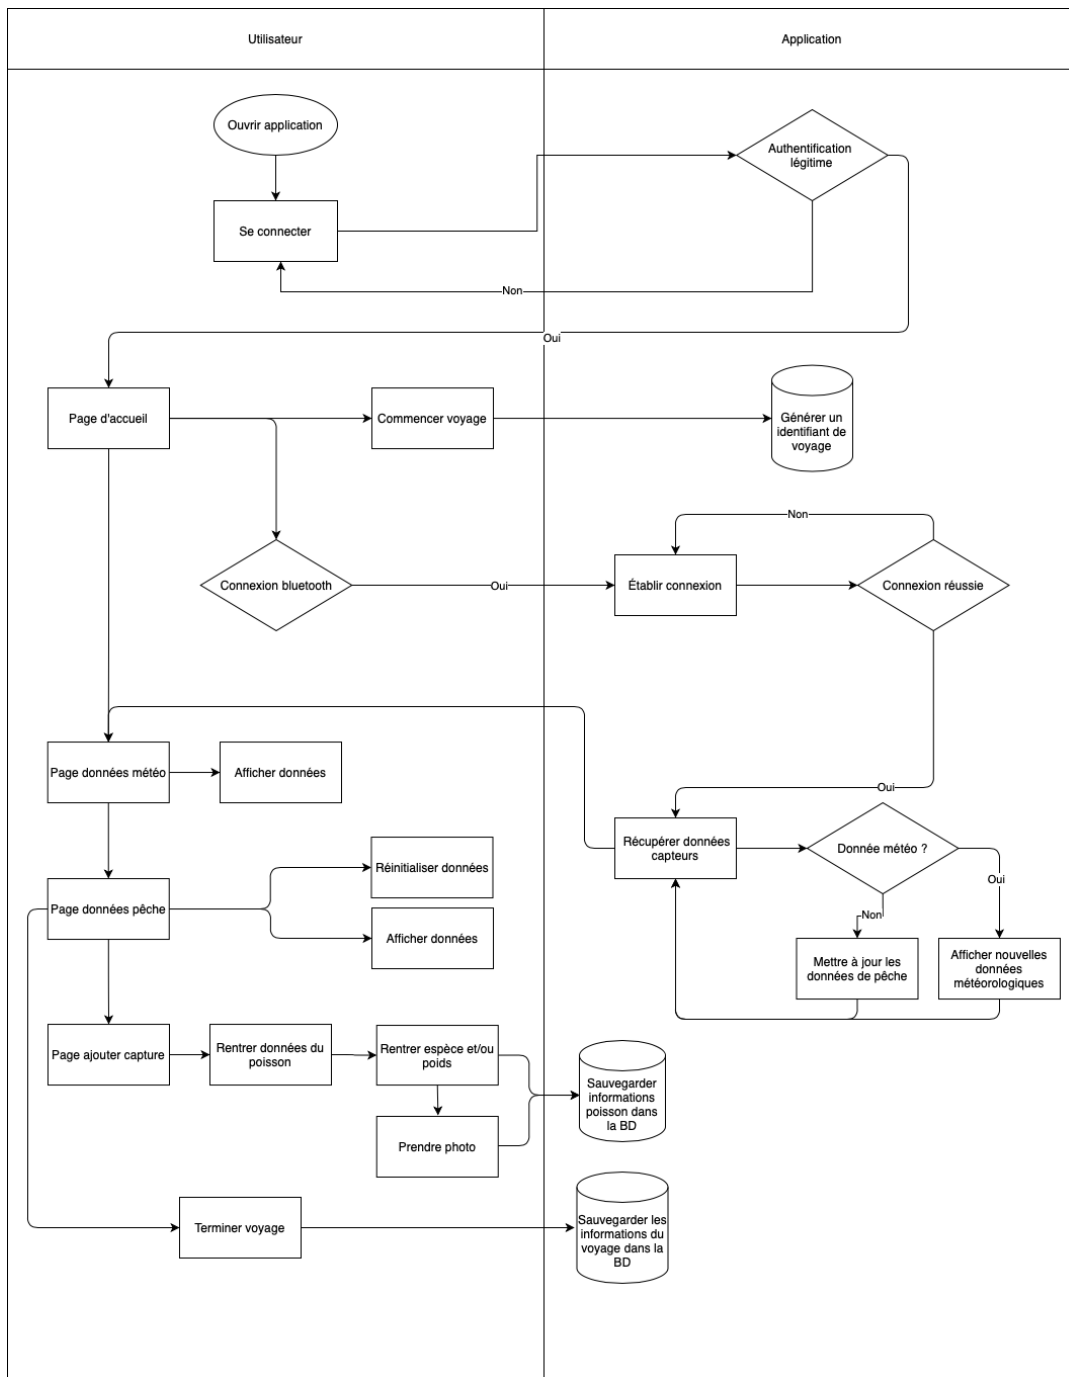 Utilisateur
Application
Ouvrir application
Authentification
légitime
Se connecter
Non
Oui
Page d'accueil
Commencer voyage
Générer un
identifiant de
voyage
Non
Connexion bluetooth
Oui
Établir connexion
Connexion réussie
Page données météo
Afficher données
Oui
Récupérer données
capteurs
Donnée météo ?
Réinitialiser données
Oui
Page données pêche
Non
Afficher données
Mettre à jour les
données de pêche
Afficher nouvelles
données
météorologiques
Page ajouter capture
Rentrer données du
poisson
Rentrer espèce et/ou
poids
Sauvegarder
informations
poisson dans
la BD
Prendre photo
Terminer voyage
Sauvegarder les
informations du
voyage dans la
BD